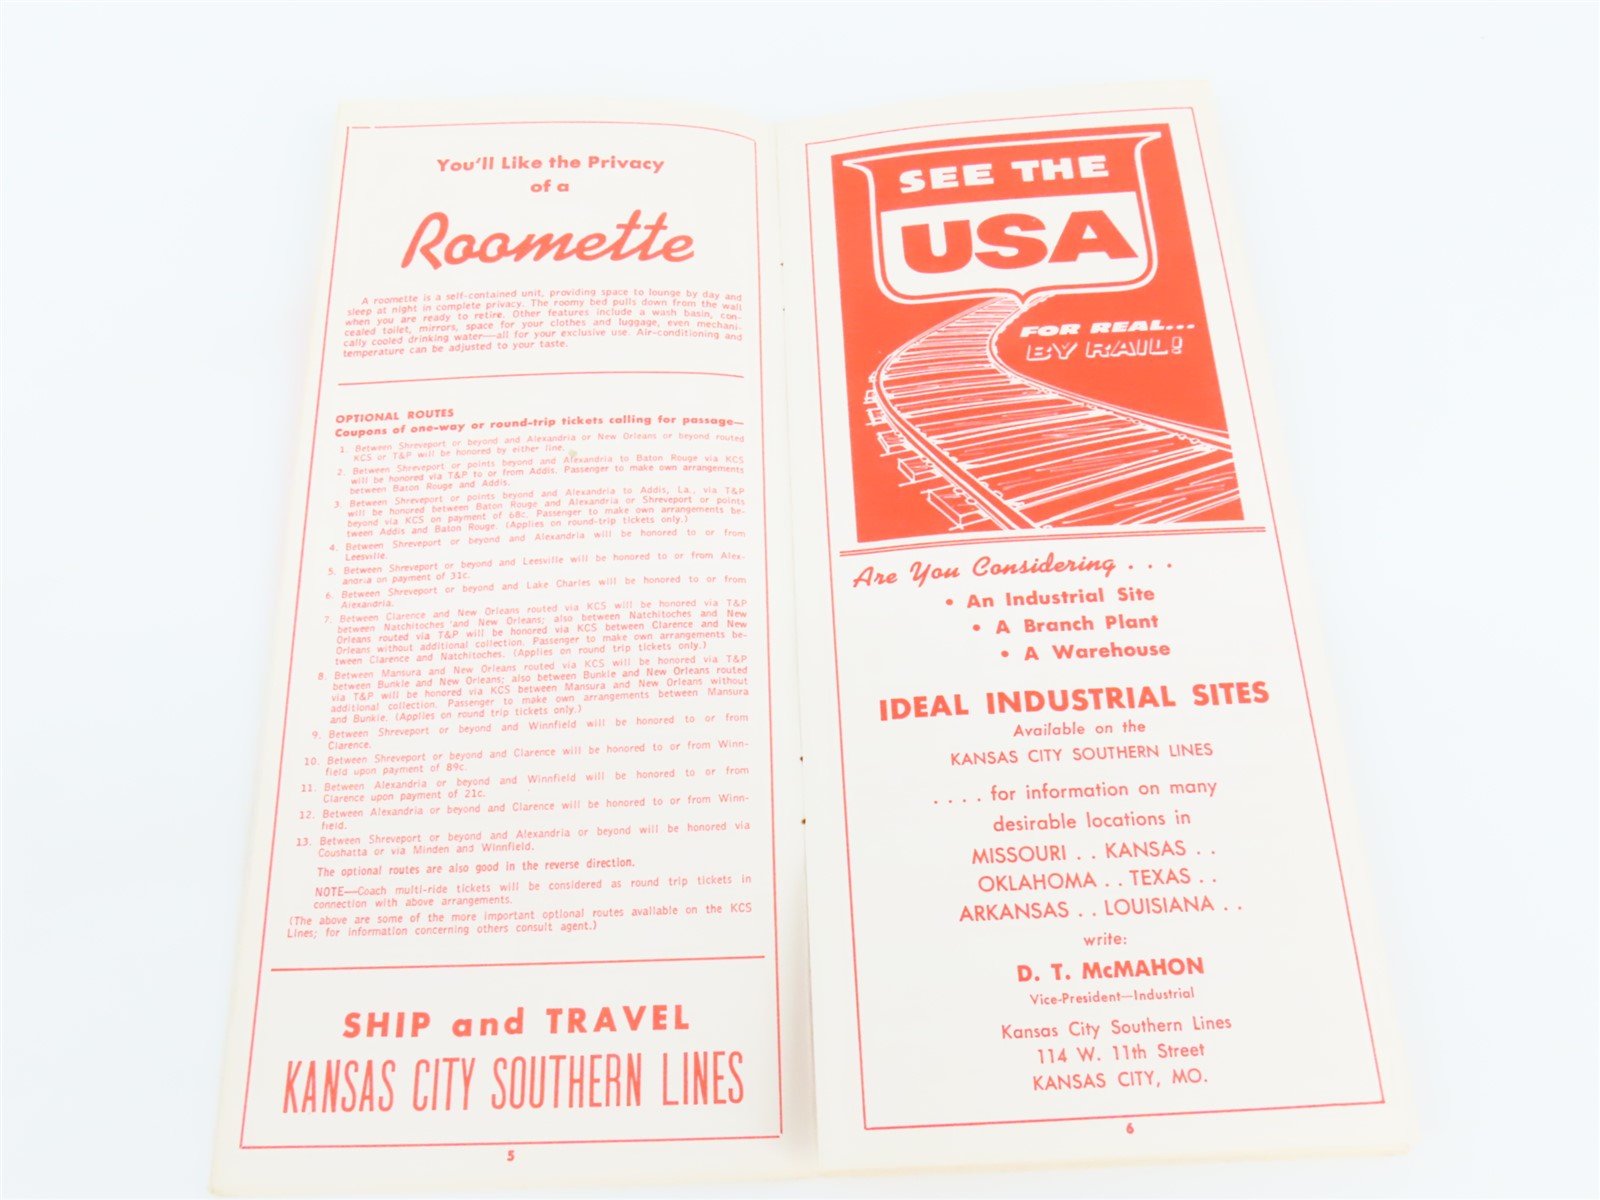 You'll Like the Privacy
of a
Roomette
A roomette is a self-contained unit, providing space to lounge by day and
sleep at night in complete privacy. The roomy bed pulls down from the wall
when you are ready to retire. Other features include a wash basin, con-
cealed toilet, mirrors, space for your clothes and luggage, even mechani-
cally cooled drinking water—all for your exclusive use. Air-conditioning and
temperature can be adjusted to your taste.
OPTIONAL ROUTES
Coupons of one-way or round-trip tickets calling for passage—
1. Between Shreveport or beyond and Alexandria or New Orleans or beyond routed
KCS or T&P will be honored by either line.
2. Between Shreveport or points beyond and Alexandria to Baton Rouge via KCS
will be honored via T&P to or from Addis. Passenger to make own arrangements
between Baton Rouge and Addis.
3. Between Shreveport or points beyond and Alexandria to Addis, La., via T&P
will be honored between Baton Rouge and Alexandria or Shreveport or points
beyond via KCS on payment of 68c. Passenger to make own arrangements be-
tween Addis and Baton Rouge. (Applies on round-trip tickets only.)
4. Between Shreveport or beyond and Alexandria will be honored to or from
Leesville.
5. Between Shreveport or beyond and Leesville will be honored to or from Alex-
andria on payment of 31c.
6. Between Shreveport or beyond and Lake Charles will be honored to or from
Alexandria.
7. Between Clarence and New Orleans routed via KCS will be honored via T&P
between Natchitoches and New Orleans; also between Natchitoches and New
Orleans routed via T&P will be honored via KCS between Clarence and New
Orleans without additional collection. Passenger to make own arrangements be-
tween Clarence and Natchitoches. (Applies on round trip tickets only.)
8. Between Mansura and New Orleans routed via KCS will be honored via T&P
between Bunkie and New Orleans; also between Bunkie and New Orleans routed
via T&P will be honored via KCS between Mansura and New Orleans without
additional collection. Passenger to make own arrangements between Mansura
and Bunkie. (Applies on round trip tickets only.)
9. Between Shreveport or beyond and Winnfield will be honored to or from
Clarence.
10. Between Shreveport or beyond and Clarence will be honored to or from Winn-
field upon payment of 89c.
11. Between Alexandria or beyond and Winnfield will be honored to or from
Clarence upon payment of 21c.
12. Between Alexandria or beyond and Clarence will be honored to or from Winn-
field.
13. Between Shreveport or beyond and Alexandria or beyond will be honored via
Coushatta or via Minden and Winnfield.
The optional routes are also good in the reverse direction.
NOTE—Coach multi-ride tickets will be considered as round trip tickets in
connection with above arrangements.
(The above are some of the more important optional routes available on the KCS
Lines; for information concerning others consult agent.)
SHIP and TRAVEL
KANSAS CITY SOUTHERN LINES
5
SEE THE
USA
FOR REAL...
BY RAIL!
Are You Considering . . .
• An Industrial Site
• A Branch Plant
• A Warehouse
IDEAL INDUSTRIAL SITES
Available on the
KANSAS CITY SOUTHERN LINES
. . . . for information on many
desirable locations in
MISSOURI . . KANSAS . .
OKLAHOMA . . TEXAS . .
ARKANSAS . . LOUISIANA . .
write:
D. T. McMAHON
Vice-President—Industrial
Kansas City Southern Lines
114 W. 11th Street
KANSAS CITY, MO.
6